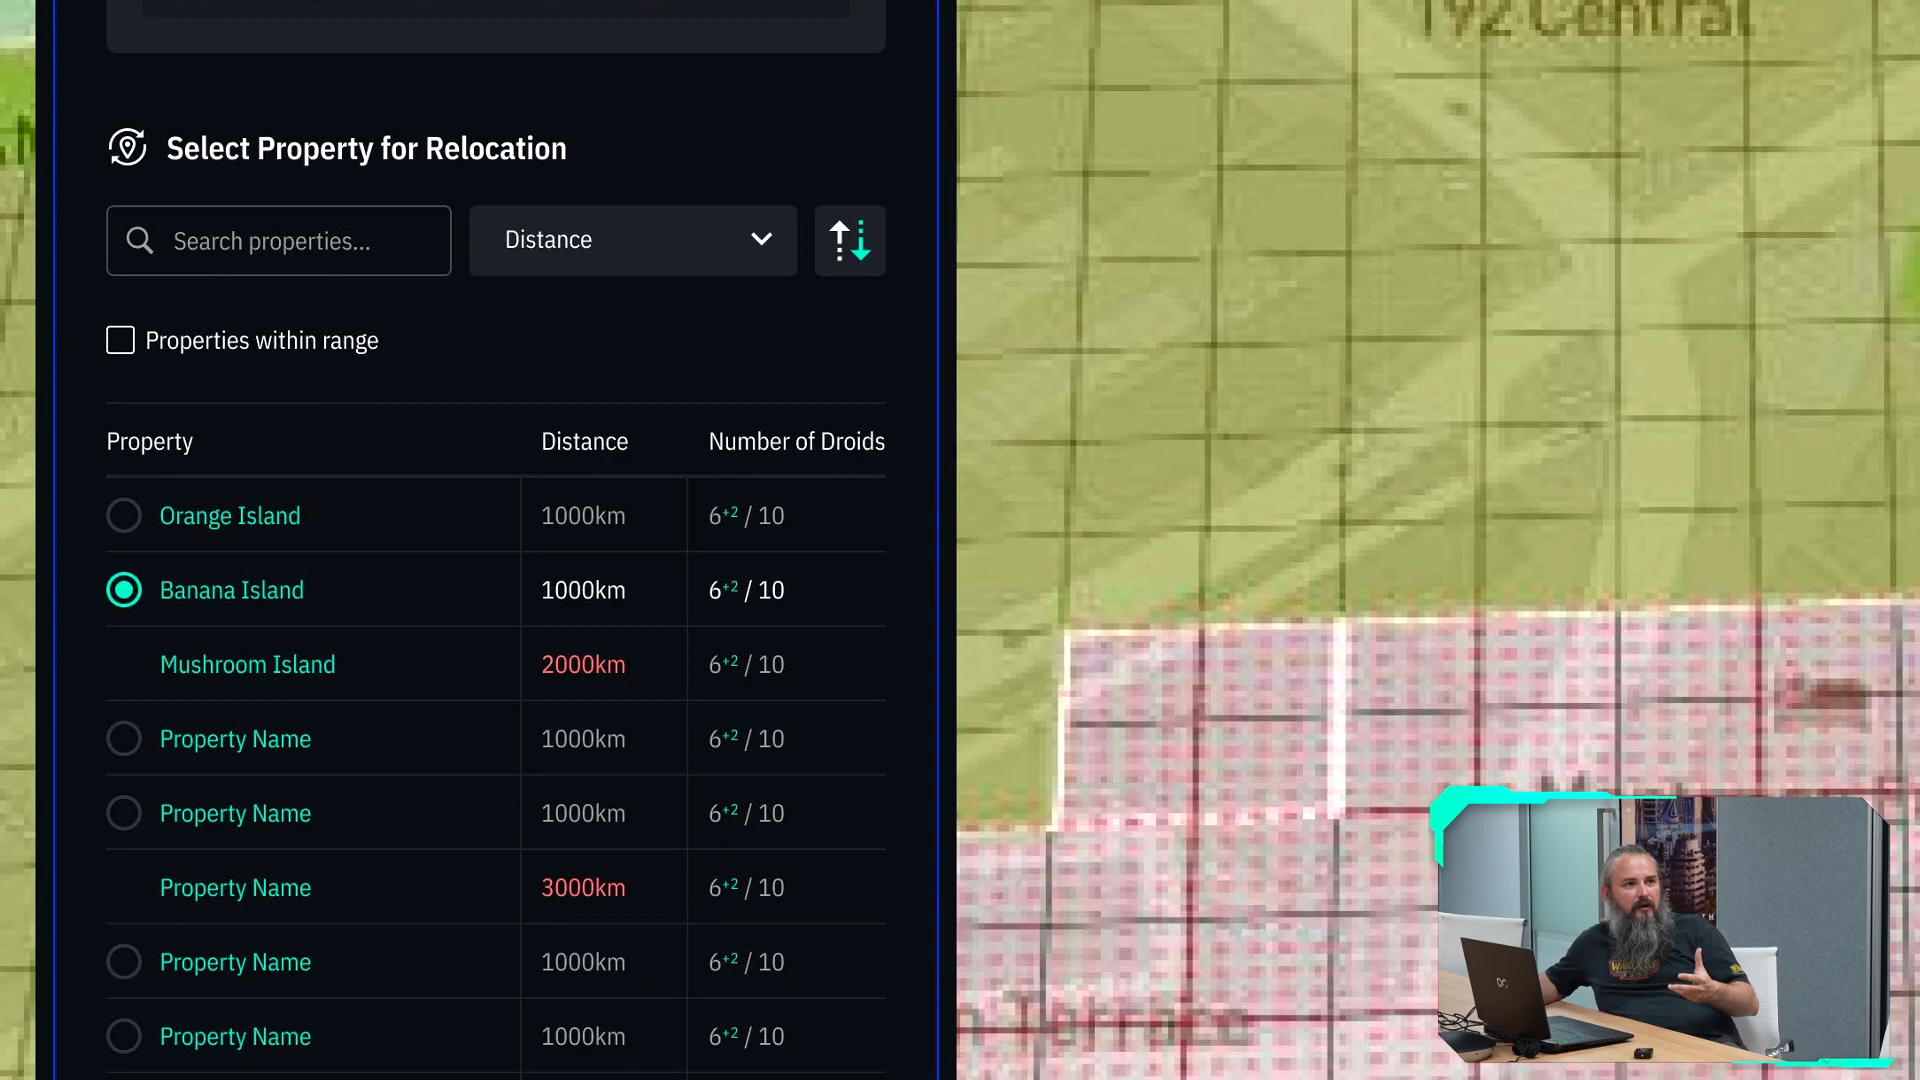 192 Central
Select Property for Relocation
Search properties...
Distance
Properties within range
Property Distance Number of Droids
Orange Island 1000km 6+2 / 10
Banana Island 1000km 6+2 / 10
Mushroom Island 2000km 6+2 / 10
Property Name 1000km 6+2 / 10
Property Name 1000km 6+2 / 10
Property Name 3000km 6+2 / 10
Property Name 1000km 6+2 / 10
Property Name 1000km 6+2 / 10
Terrace